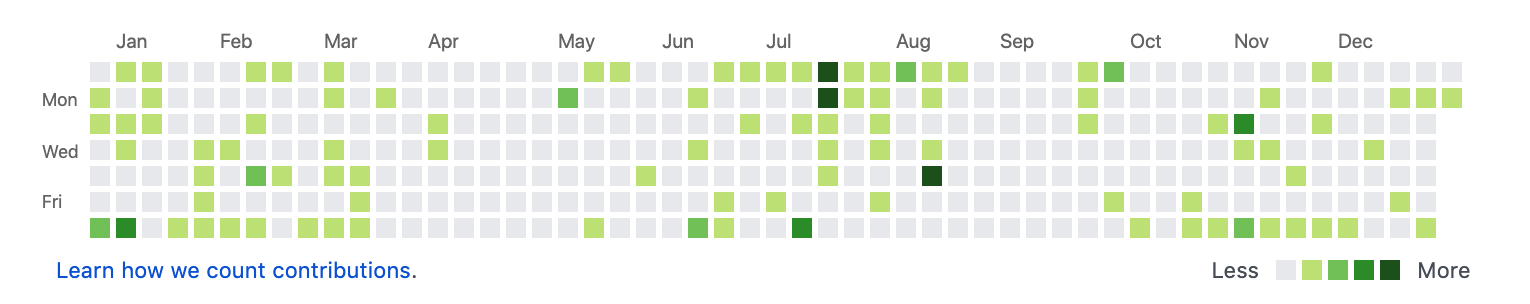 Jan Feb Mar Apr May Jun Jul Aug Sep Oct Nov Dec
Mon
Wed
Fri
Learn how we count contributions. Less More